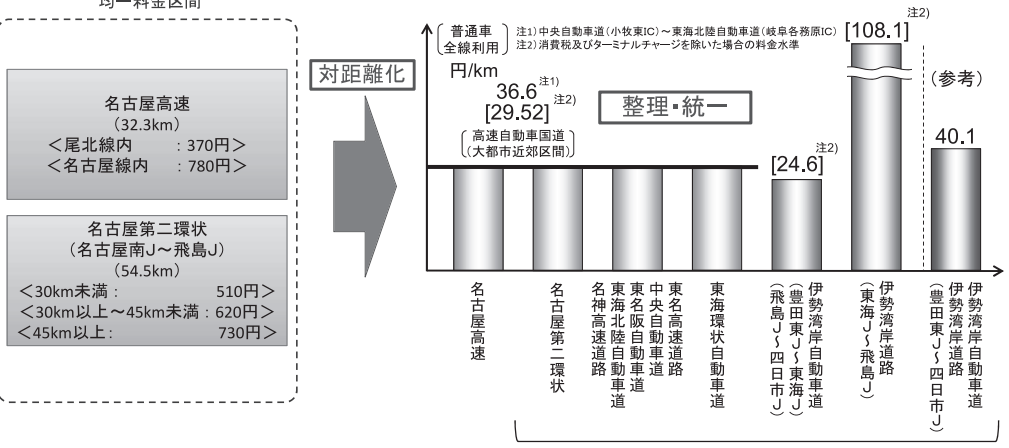 均一料金区間
名古屋高速
(32.3km)
＜尾北線内　：370円＞
＜名古屋線内　：780円＞
名古屋第二環状
(名古屋南J～飛島J)
(54.5km)
＜30km未満：　510円＞
＜30km以上～45km未満：620円＞
＜45km以上：　730円＞
対距離化
普通車
全線利用
注1)中央自動車道(小牧東IC)～東海北陸自動車道(岐阜各務原IC)
注2)消費税及びターミナルチャージを除いた場合の料金水準
円/km
36.6 注1)
[29.52] 注2)
高速自動車国道
(大都市近郊区間)
整理・統一
[24.6] 注2)
[108.1] 注2)
(参考)
40.1
名古屋高速
名古屋第二環状
東名高速道路
中央自動車道
東名阪自動車道
東海北陸自動車道
名神高速道路
東海環状自動車道
伊勢湾岸自動車道
(豊田東J～東海J)
(飛島J～四日市J)
伊勢湾岸道路
(東海J～飛島J)
伊勢湾岸自動車道
伊勢湾岸道路
(豊田東J～四日市J)